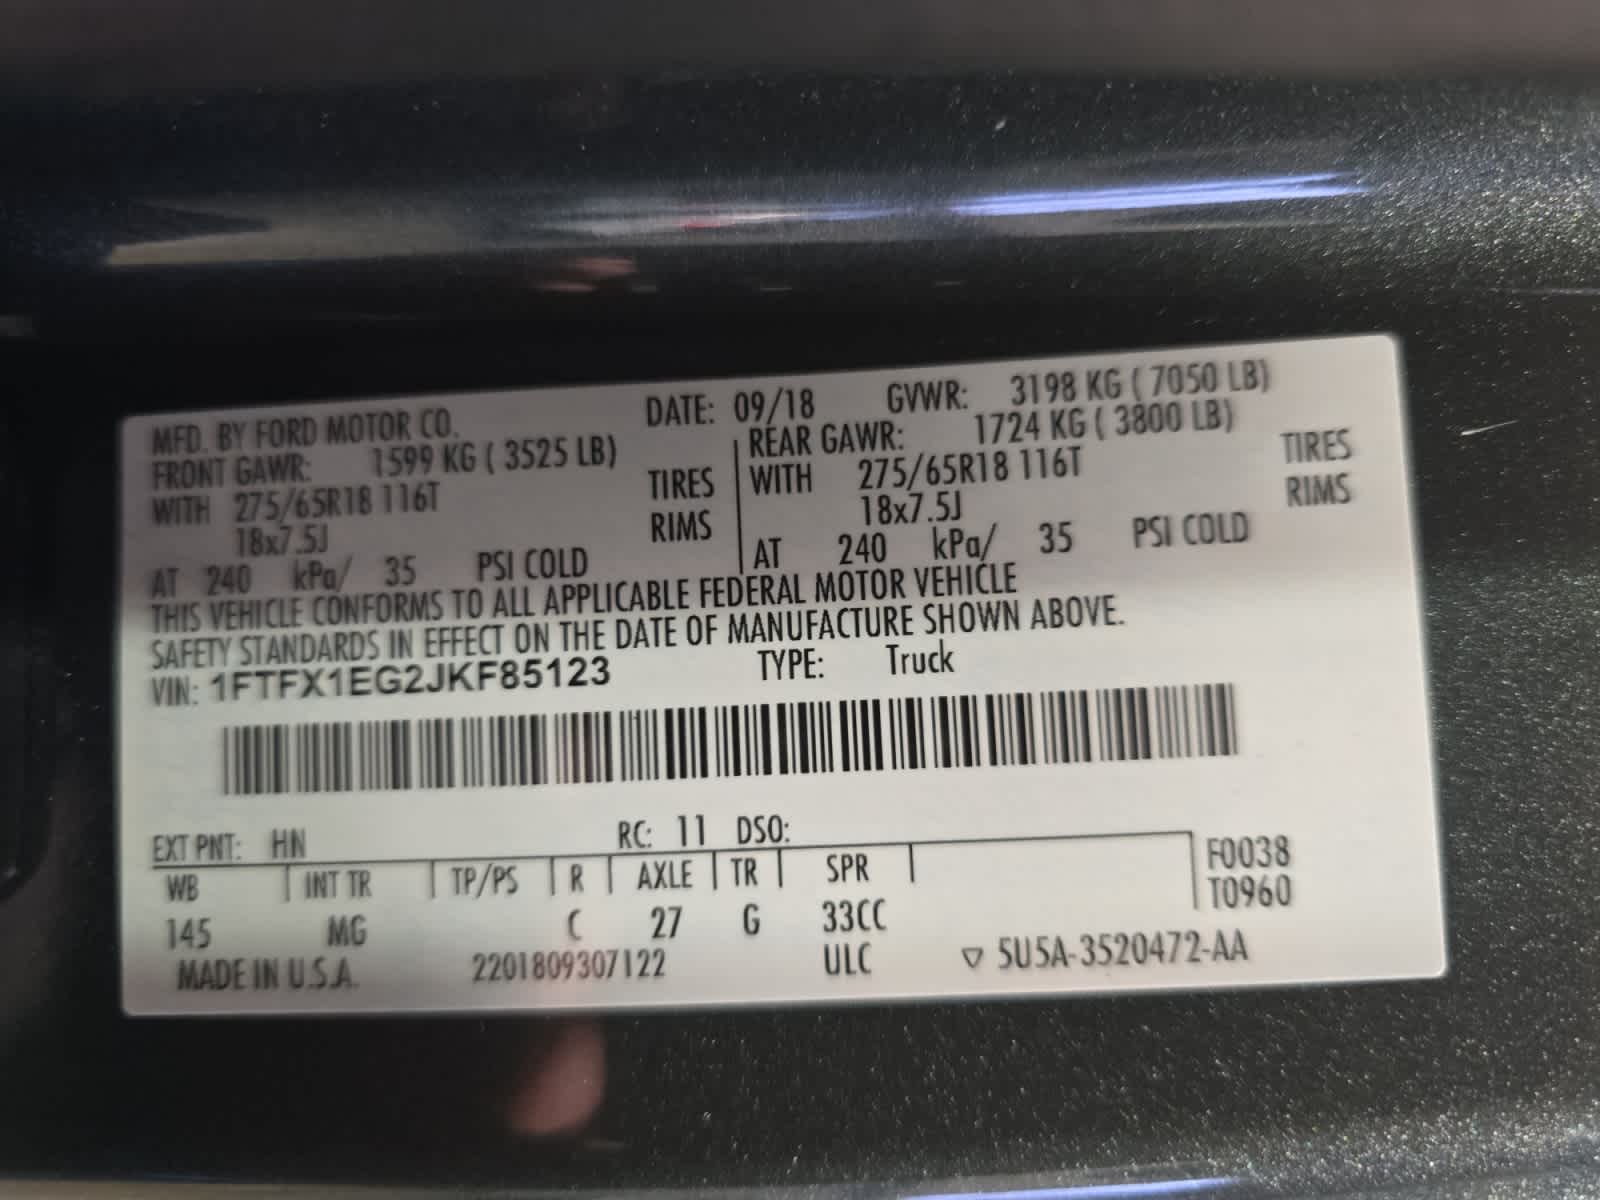 MFD. BY FORD MOTOR CO. DATE: 09/18 GVWR: 3198 KG ( 7050 LB)
FRONT GAWR: 1599 KG ( 3525 LB) REAR GAWR: 1724 KG ( 3800 LB)
WITH 275/65R18 116T TIRES WITH 275/65R18 116T TIRES
18x7.5J RIMS 18x7.5J RIMS
AT 240 kPa/ 35 PSI COLD AT 240 kPa/ 35 PSI COLD
THIS VEHICLE CONFORMS TO ALL APPLICABLE FEDERAL MOTOR VEHICLE
SAFETY STANDARDS IN EFFECT ON THE DATE OF MANUFACTURE SHOWN ABOVE.
VIN: 1FTFX1EG2JKF85123 TYPE: Truck
EXT PNT: HN RC: 11 DSO:
WB INT TR TP/PS R AXLE TR SPR F0038
145 MG C 27 G 33CC T0960
MADE IN U.S.A. 2201809307122 ULC ▽ 5U5A-3520472-AA